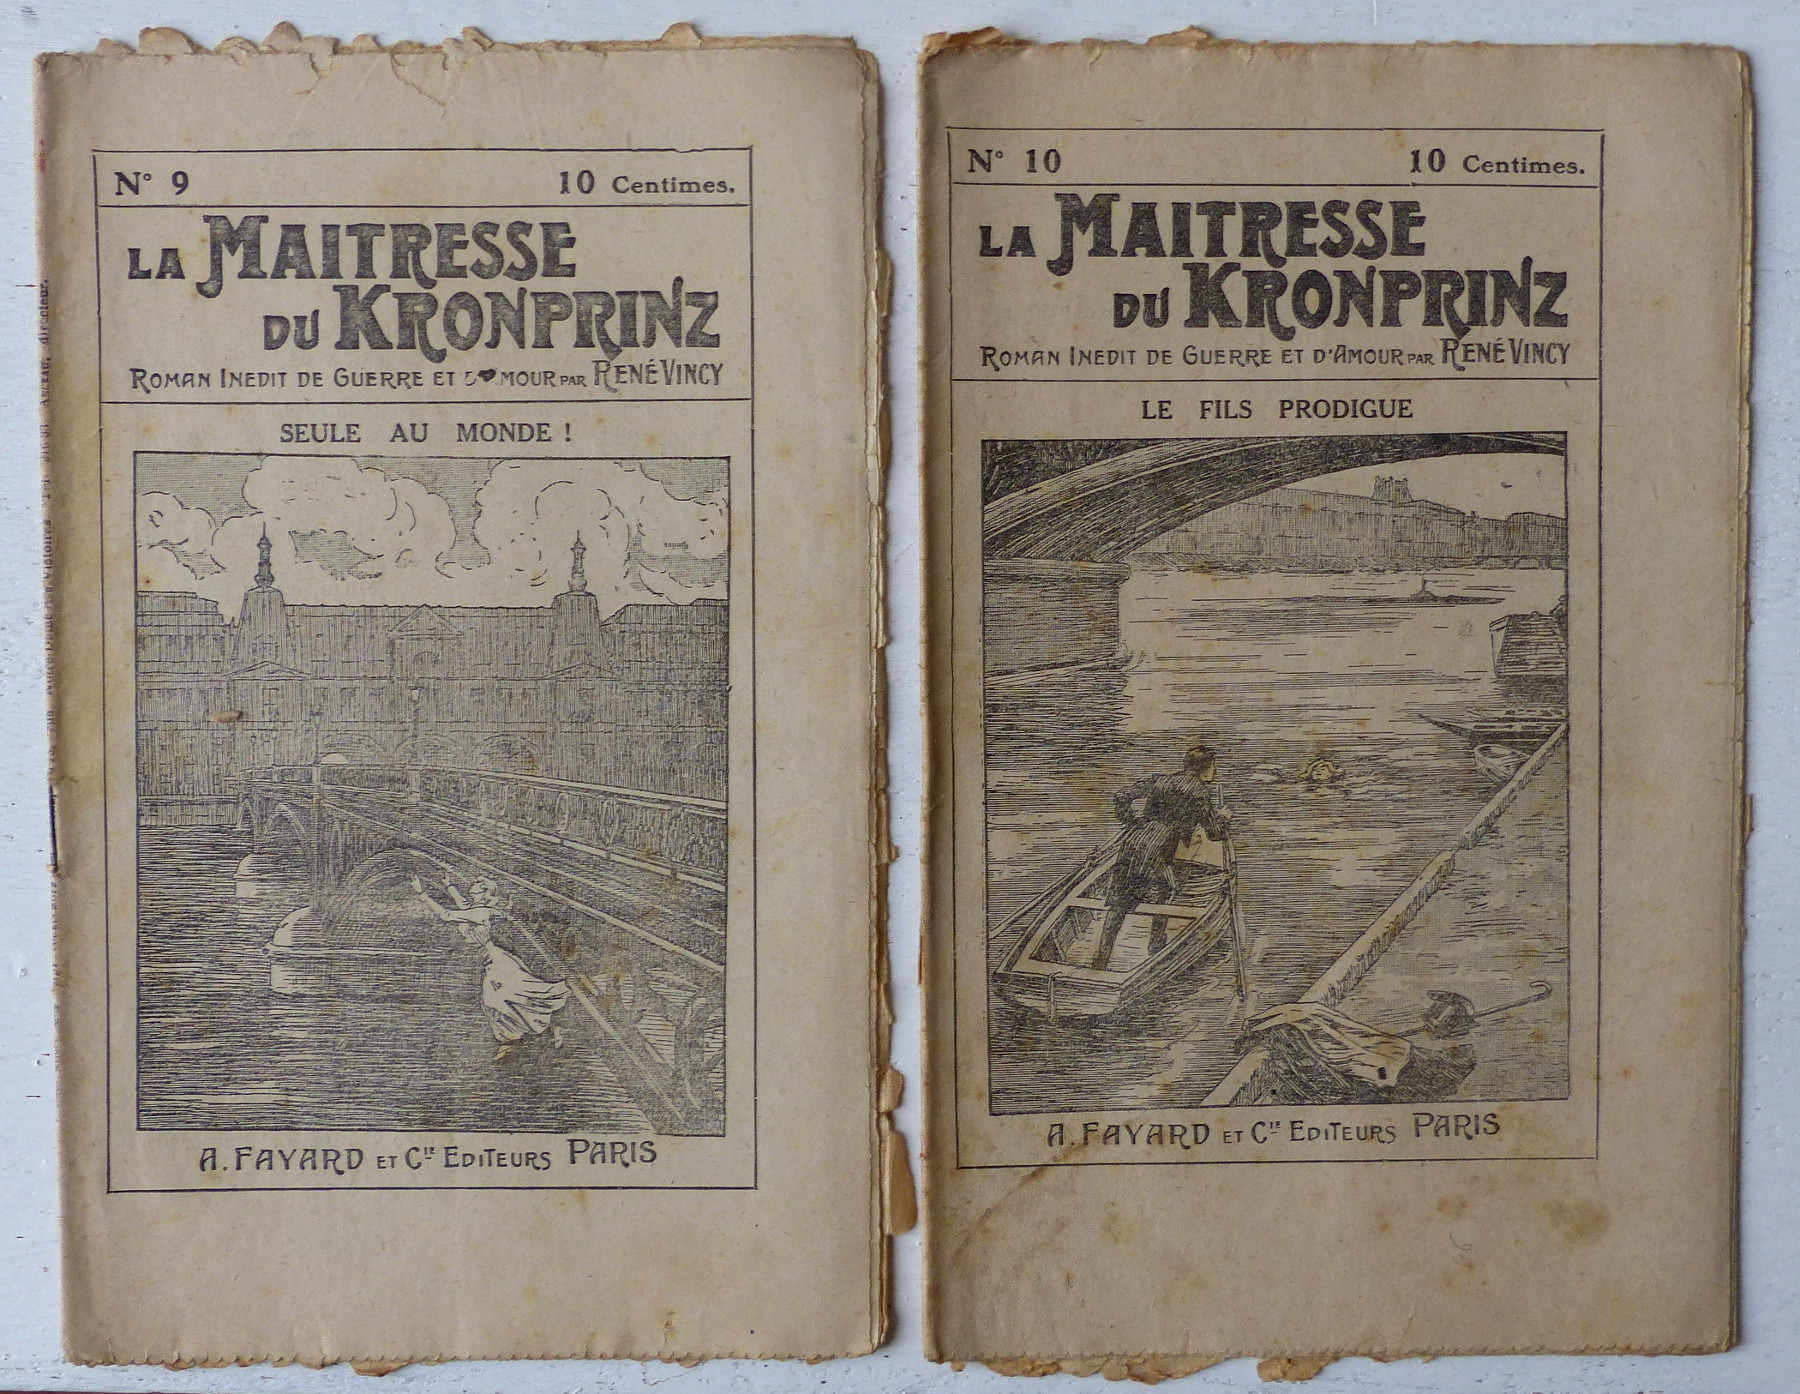 N° 9 10 Centimes.
LA MAITRESSE
DU KRONPRINZ
ROMAN INEDIT DE GUERRE ET MOUR PAR RENÉ VINCY
SEULE AU MONDE !
A. FAYARD ET Cie EDITEURS PARIS
N° 10 10 Centimes.
LA MAITRESSE
DU KRONPRINZ
ROMAN INEDIT DE GUERRE ET D'AMOUR PAR RENÉ VINCY
LE FILS PRODIGUE
A. FAYARD ET Cie EDITEURS PARIS